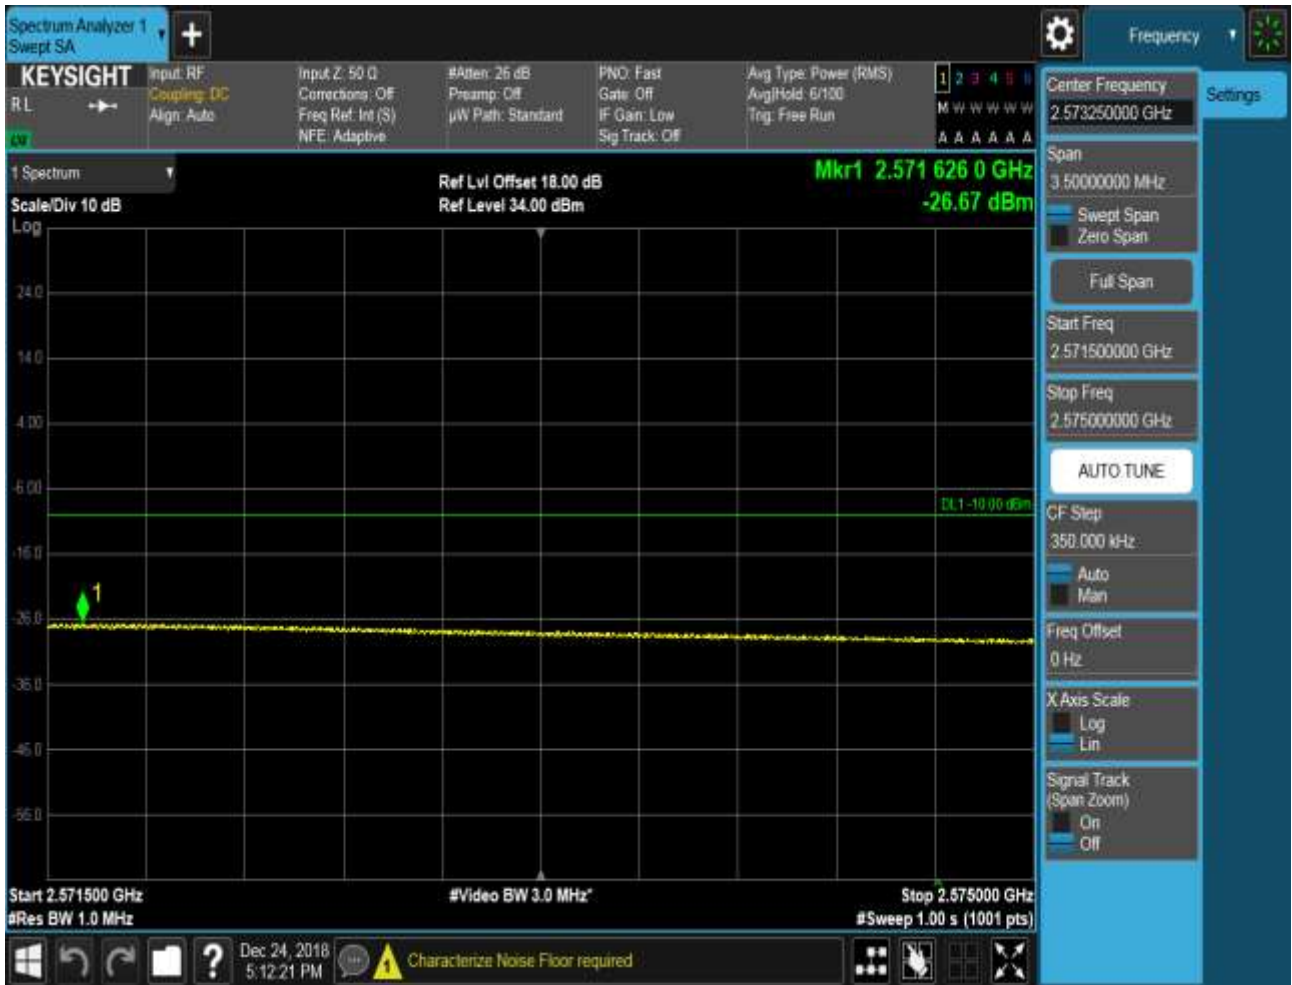 Spectrum Analyzer 1
Swept SA
+
Frequency
KEYSIGHT
RL
Input: RF
Coupling: DC
Align: Auto
Input Z: 50 Ω
Corrections: Off
Freq Ref: Int (S)
NFE: Adaptive
#Atten: 26 dB
Preamp: Off
µW Path: Standard
PNO: Fast
Gate: Off
IF Gain: Low
Sig Track: Off
Avg Type: Power (RMS)
Avg|Hold: 6/100
Trig: Free Run
1 2 3 4 5 6
M W W W W W
A A A A A A
1 Spectrum
Scale/Div 10 dB
Log
Ref Lvl Offset 18.00 dB
Ref Level 34.00 dBm
Mkr1 2.571 626 0 GHz
-26.67 dBm
24.0
14.0
4.00
-6.00
DL1 -10.00 dBm
-16.0
1
-26.0
-36.0
-46.0
-56.0
Start 2.571500 GHz
#Res BW 1.0 MHz
#Video BW 3.0 MHz*
Stop 2.575000 GHz
#Sweep 1.00 s (1001 pts)
Center Frequency
2.573250000 GHz
Settings
Span
3.50000000 MHz
Swept Span
Zero Span
Full Span
Start Freq
2.571500000 GHz
Stop Freq
2.575000000 GHz
AUTO TUNE
CF Step
350.000 kHz
Auto
Man
Freq Offset
0 Hz
X Axis Scale
Log
Lin
Signal Track
(Span Zoom)
On
Off
?
Dec 24, 2018
5:12:21 PM
1
Characterize Noise Floor required